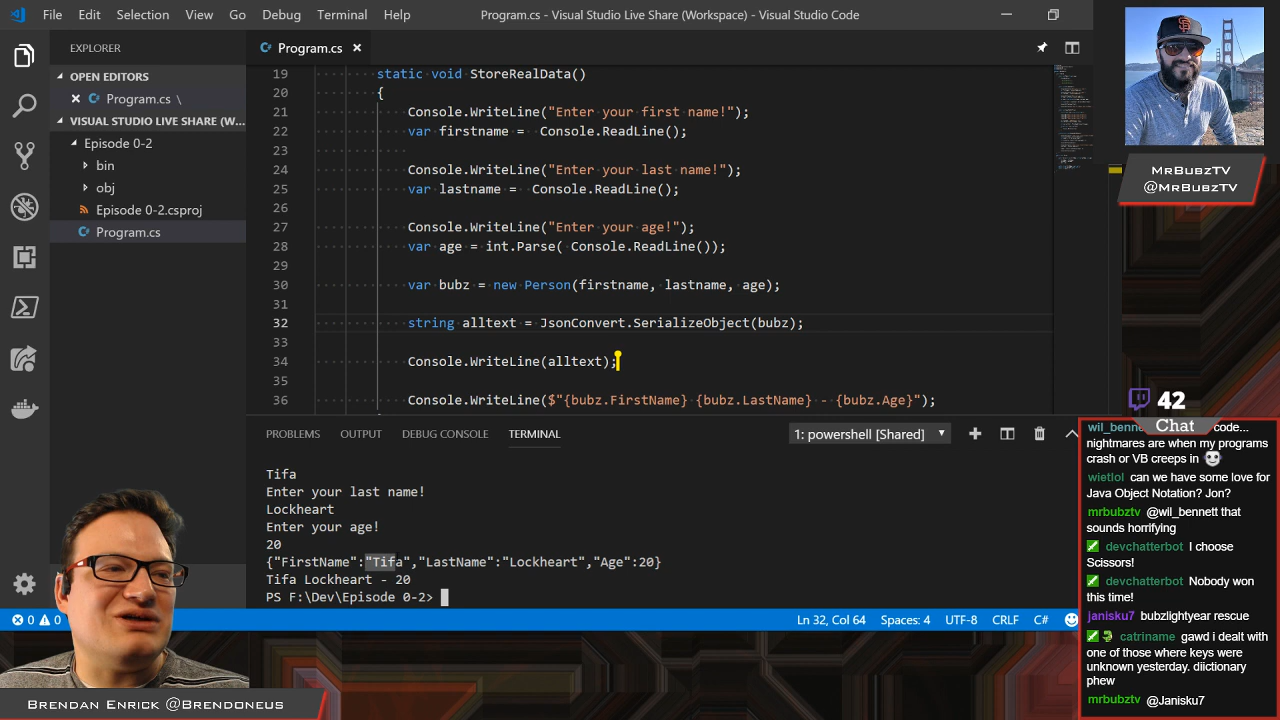 File Edit Selection View Go Debug Terminal Help
Program.cs - Visual Studio Live Share (Workspace) - Visual Studio Code
EXPLORER
OPEN EDITORS
Program.cs \
VISUAL STUDIO LIVE SHARE (W...
Episode 0-2
bin
obj
Episode 0-2.csproj
Program.cs
Program.cs
19 static void StoreRealData()
20 {
21 Console.WriteLine("Enter your first name!");
22 var firstname = Console.ReadLine();
23
24 Console.WriteLine("Enter your last name!");
25 var lastname = Console.ReadLine();
26
27 Console.WriteLine("Enter your age!");
28 var age = int.Parse( Console.ReadLine());
29
30 var bubz = new Person(firstname, lastname, age);
31
32 string alltext = JsonConvert.SerializeObject(bubz);
33
34 Console.WriteLine(alltext);
35
36 Console.WriteLine($"{bubz.FirstName} {bubz.LastName} - {bubz.Age}");
PROBLEMS OUTPUT DEBUG CONSOLE TERMINAL
1: powershell [Shared]
Tifa
Enter your last name!
Lockheart
Enter your age!
20
{"FirstName":"Tifa","LastName":"Lockheart","Age":20}
Tifa Lockheart - 20
PS F:\Dev\Episode 0-2>
0 0
Ln 32, Col 64 Spaces: 4 UTF-8 CRLF C#
MrBubzTV
@MrBubzTV
42
Chat
code...
nightmares are when my programs
crash or VB creeps in
wietlol can we have some love for
Java Object Notation? Jon?
mrbubztv @wil_bennett that
sounds horrifying
devchatterbot I choose
Scissors!
devchatterbot Nobody won
this time!
janisku7 bubzlightyear rescue
catriname gawd i dealt with
one of those where keys were
unknown yesterday. diictionary
phew
mrbubztv @Janisku7
Brendan Enrick @Brendoneus